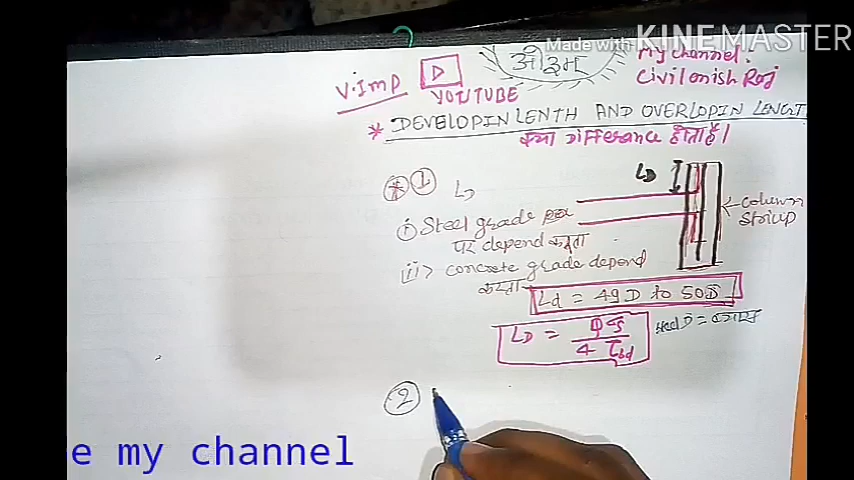 Made with KINEMASTER
ओ३म्
My channel.
Civilonish Raj
V.Imp
YOUTUBE
* DEVELOPIN LENTH AND OVERLOPIN LENGT
क्या Difference होता है।
* 1 LD
LD
i Steel grade
पर depend करता
column
Strirup
ii> concrete grade depend
करता
Ld = 49D to 50D
LD = φσs / 4 τbd
2
e my channel